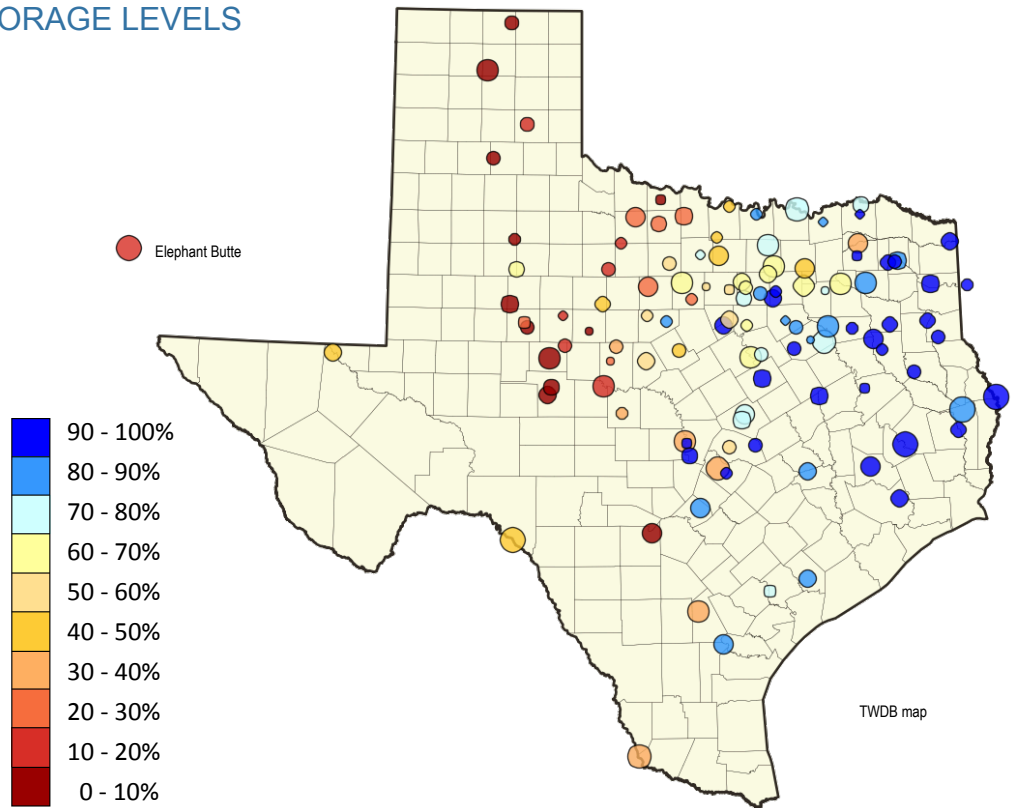 ORAGE LEVELS
Elephant Butte
90 - 100%
80 - 90%
70 - 80%
60 - 70%
50 - 60%
40 - 50%
30 - 40%
20 - 30%
10 - 20%
0 - 10%
TWDB map